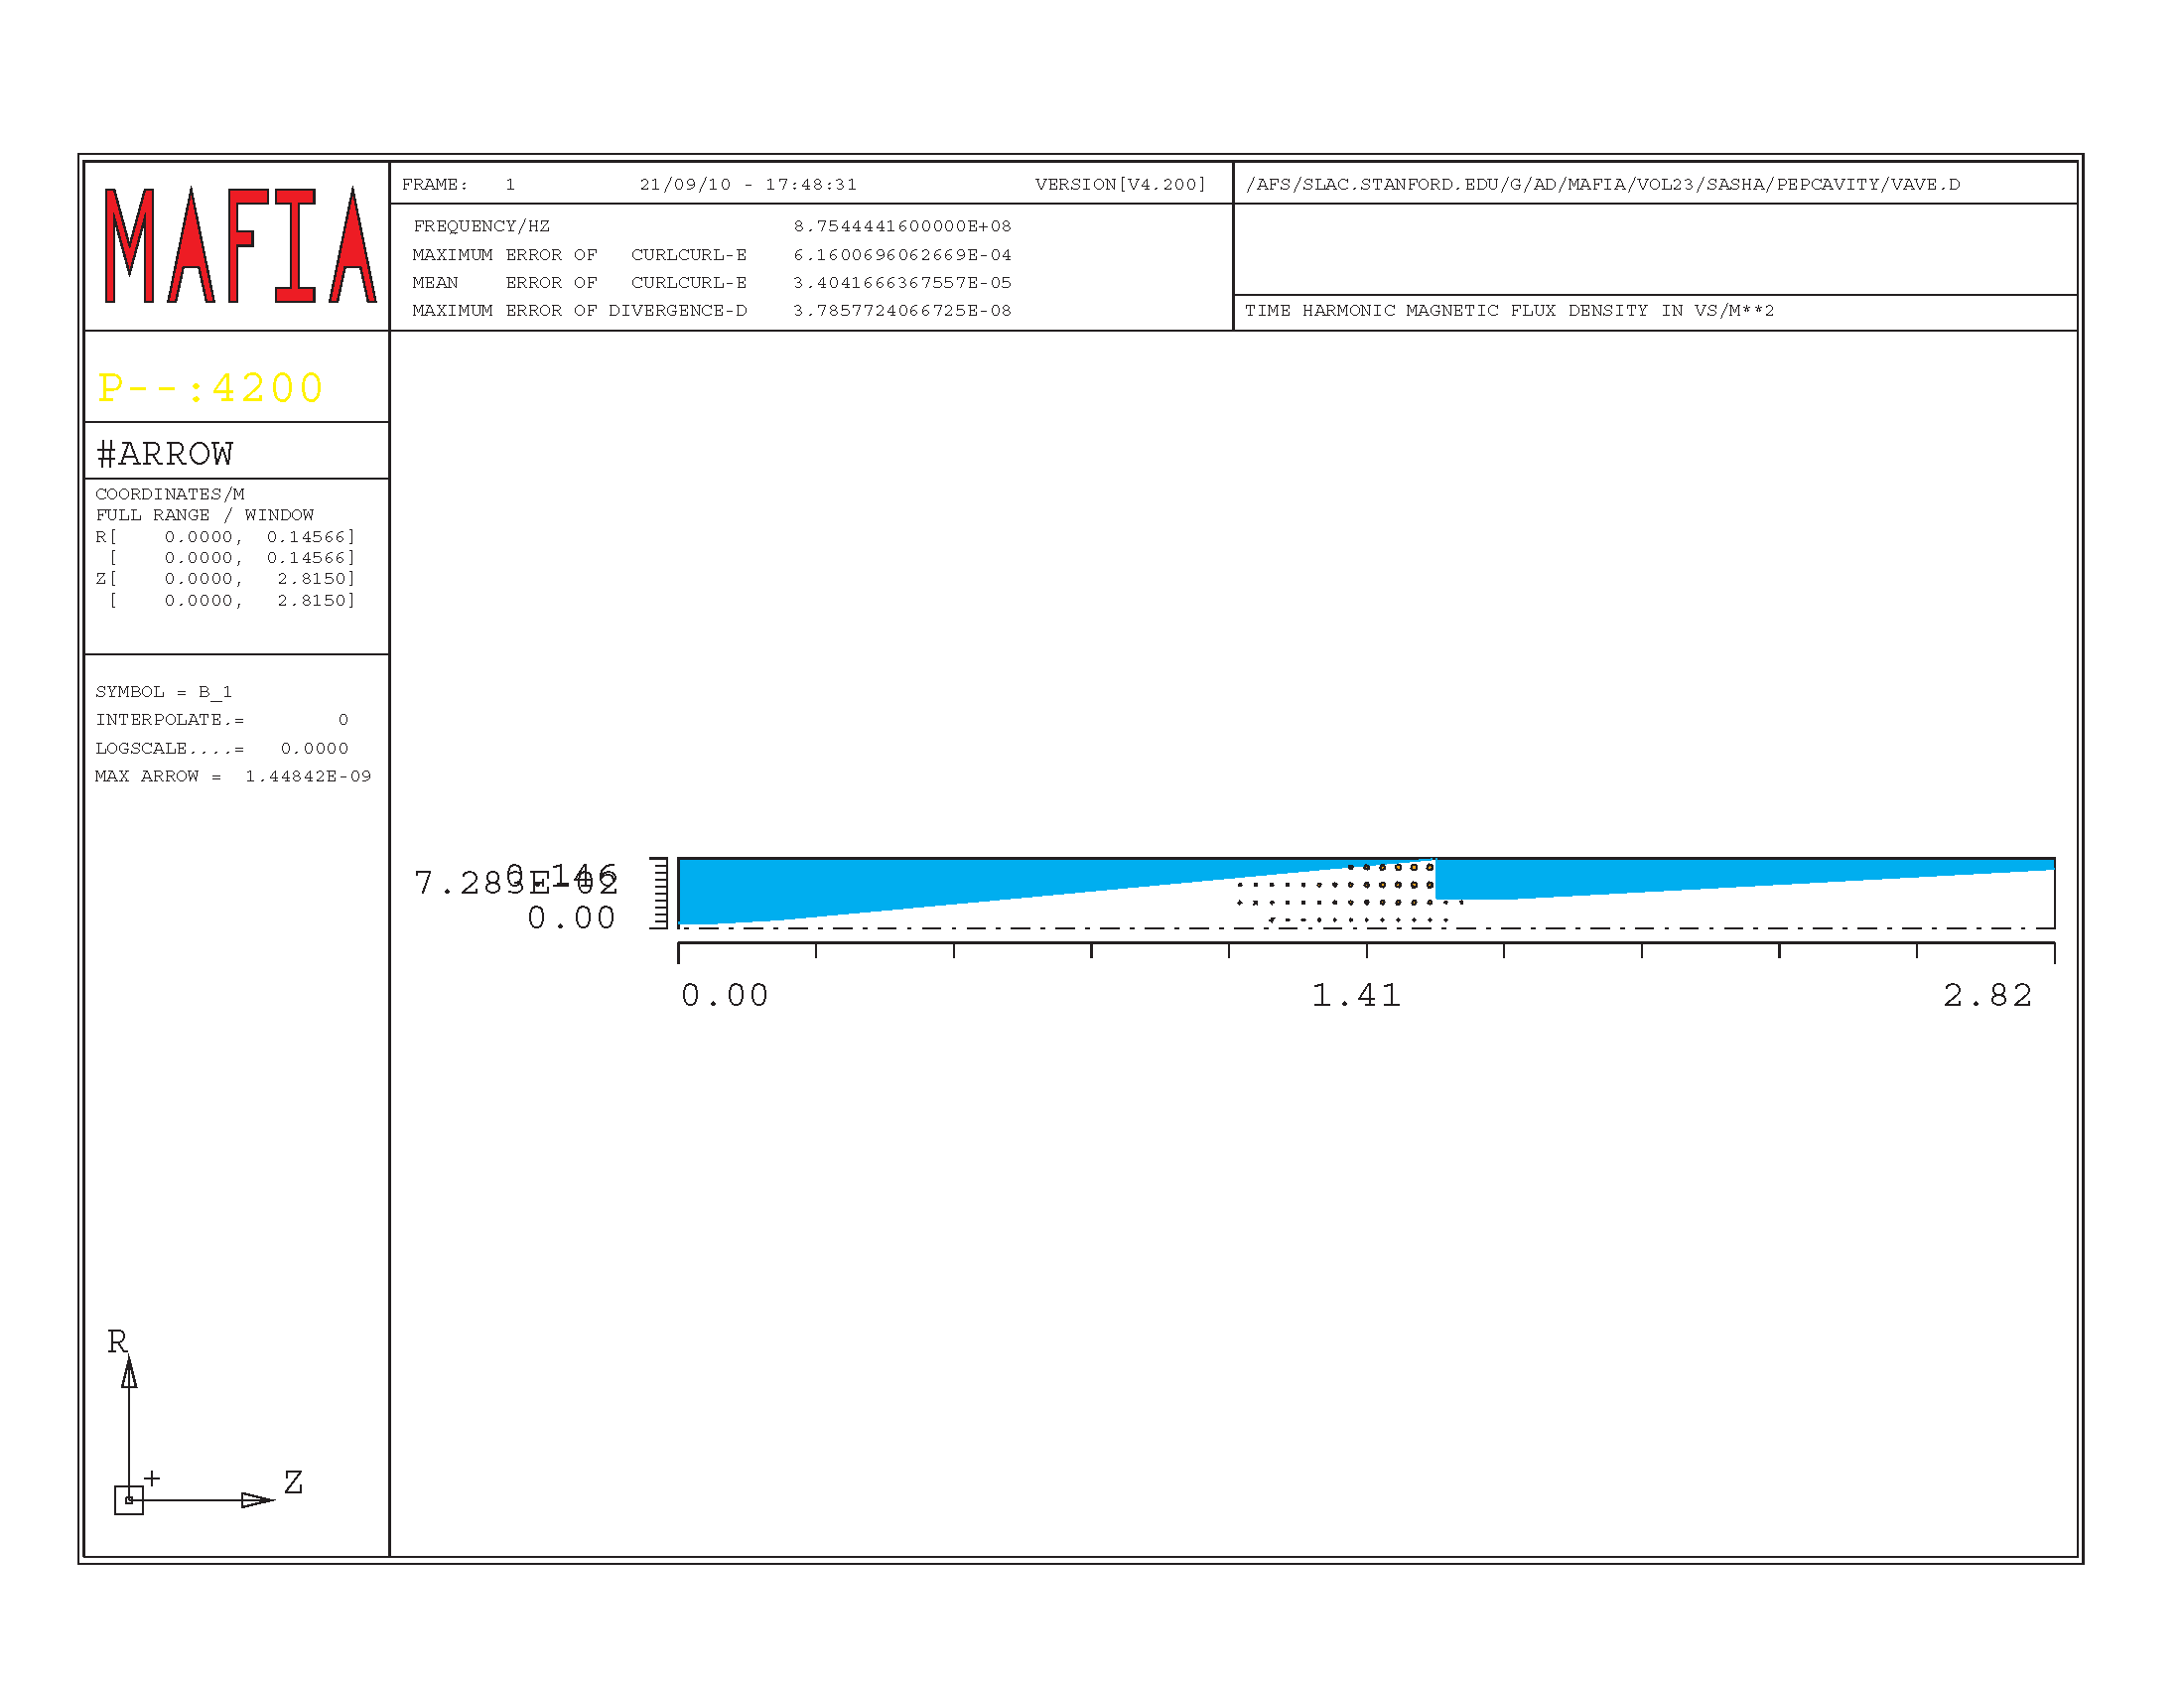 MAFIA
FRAME: 1 21/09/10 - 17:48:31 VERSION[V4.200]
/AFS/SLAC.STANFORD.EDU/G/AD/MAFIA/VOL23/SASHA/PEPCAVITY/VAVE.D
FREQUENCY/HZ 8.7544441600000E+08
MAXIMUM ERROR OF CURLCURL-E 6.1600696062669E-04
MEAN ERROR OF CURLCURL-E 3.4041666367557E-05
MAXIMUM ERROR OF DIVERGENCE-D 3.7857724066725E-08
TIME HARMONIC MAGNETIC FLUX DENSITY IN VS/M**2
P--:4200
#ARROW
COORDINATES/M
FULL RANGE / WINDOW
R[ 0.0000, 0.14566]
[ 0.0000, 0.14566]
Z[ 0.0000, 2.8150]
[ 0.0000, 2.8150]
SYMBOL = B_1
INTERPOLATE.= 0
LOGSCALE....= 0.0000
MAX ARROW = 1.44842E-09
0.146
7.283E-02
0.00
0.00 1.41 2.82
R
+
Z